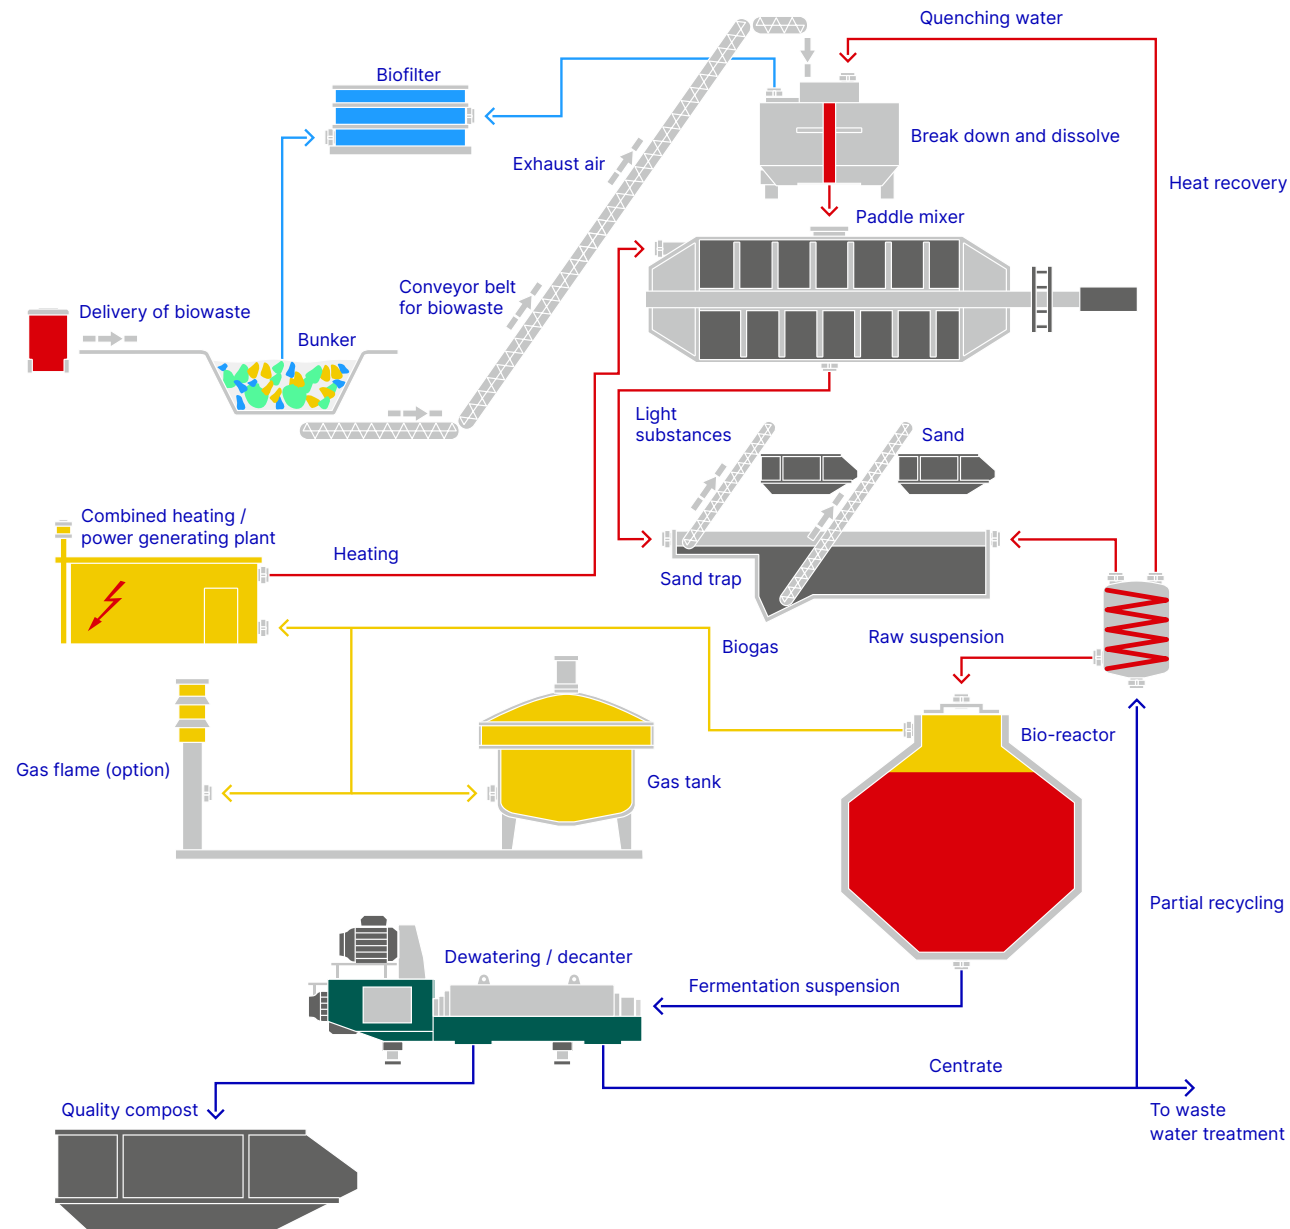 Quenching water
Biofilter
Exhaust air
Break down and dissolve
Heat recovery
Paddle mixer
Conveyor belt
for biowaste
Delivery of biowaste
Bunker
Light
substances
Sand
Combined heating /
power generating plant
Heating
Sand trap
Raw suspension
Biogas
Bio-reactor
Gas flame (option)
Gas tank
Partial recycling
Dewatering / decanter
Fermentation suspension
Centrate
Quality compost
To waste
water treatment